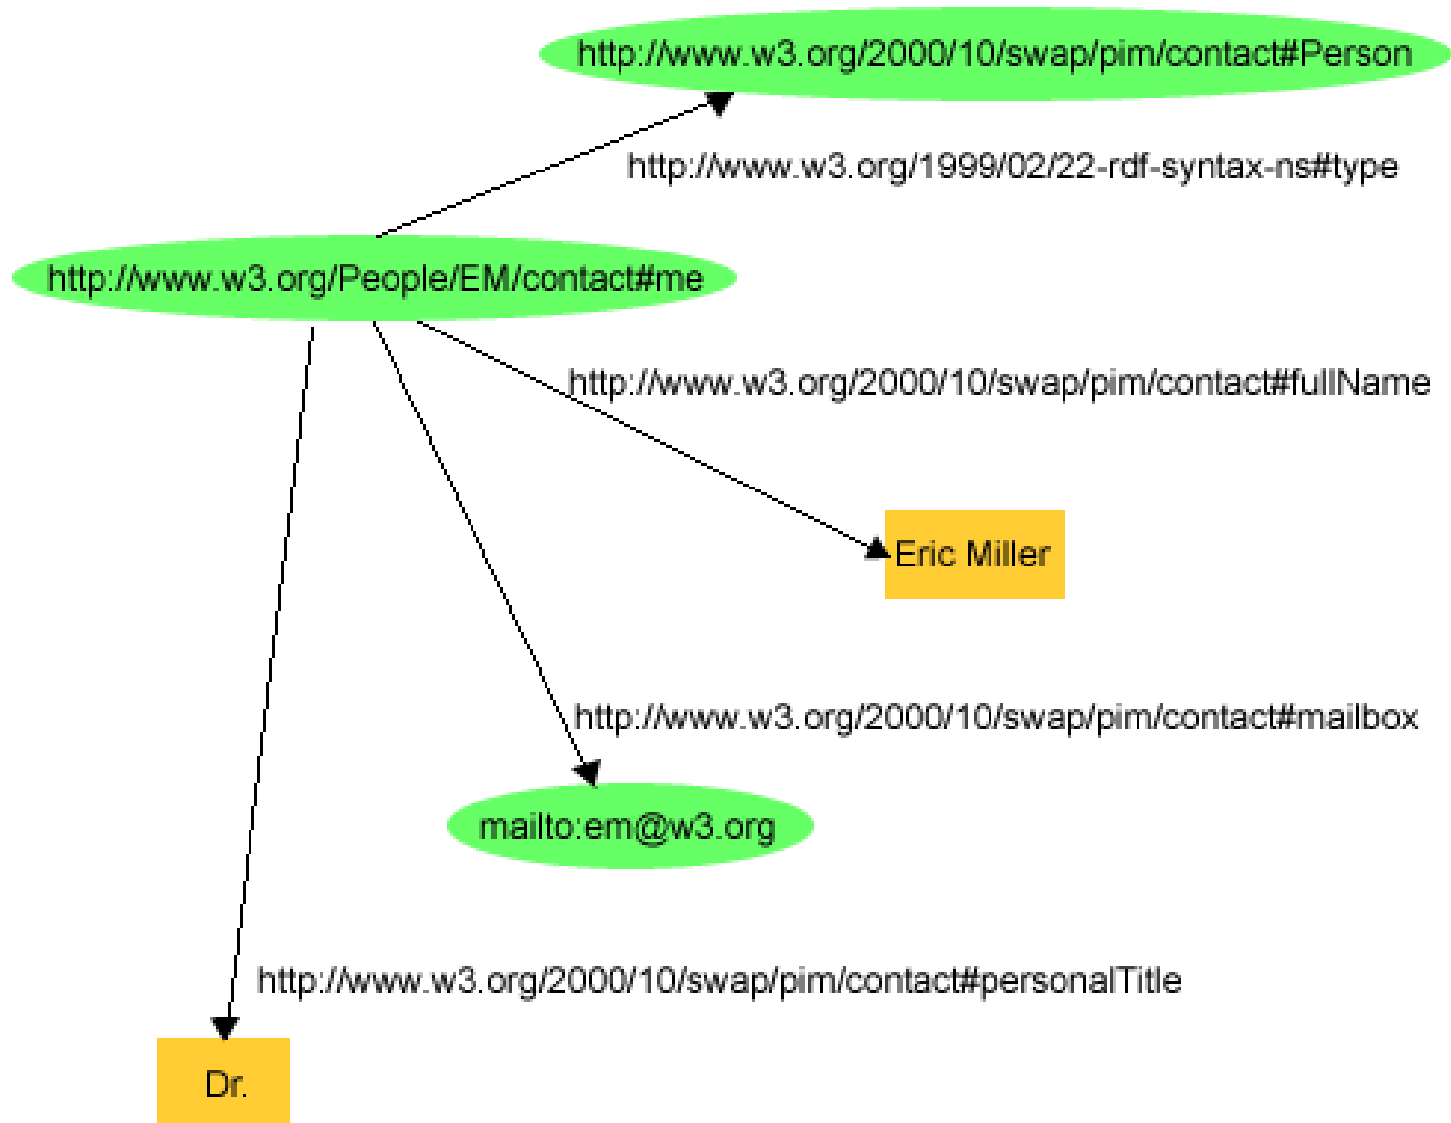 http://www.w3.org/2000/10/swap/pim/contact#Person
http://www.w3.org/1999/02/22-rdf-syntax-ns#type
http://www.w3.org/People/EM/contact#me
http://www.w3.org/2000/10/swap/pim/contact#fullName
Eric Miller
http://www.w3.org/2000/10/swap/pim/contact#mailbox
mailto:em@w3.org
http://www.w3.org/2000/10/swap/pim/contact#personalTitle
Dr.